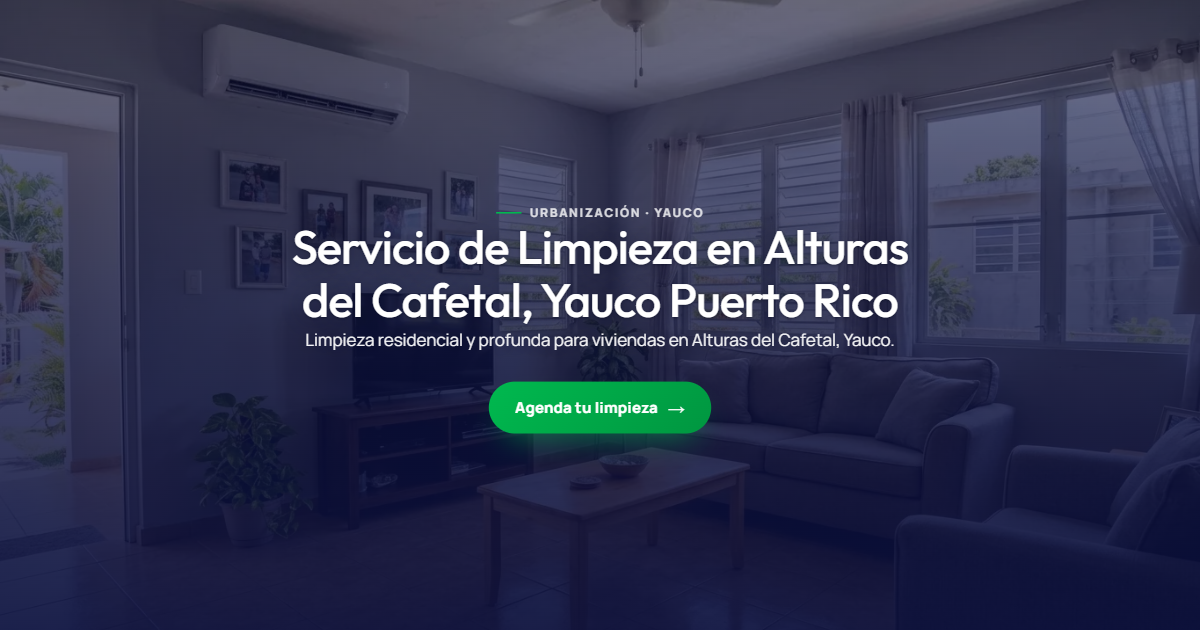 URBANIZACIÓN · YAUCO
Servicio de Limpieza en Alturas
del Cafetal, Yauco Puerto Rico
Limpieza residencial y profunda para viviendas en Alturas del Cafetal, Yauco.
Agenda tu limpieza →